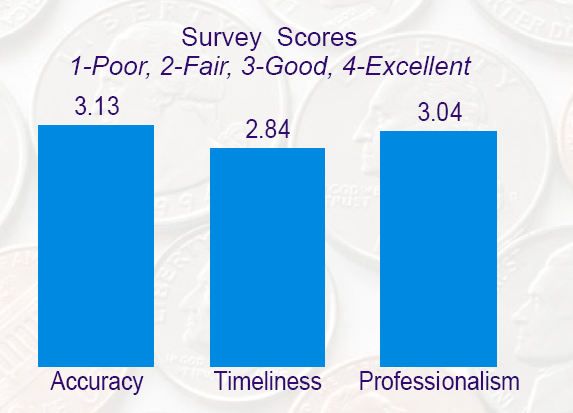 Survey Scores
1-Poor, 2-Fair, 3-Good, 4-Excellent
3.13
2.84
3.04
Accuracy
Timeliness
Professionalism